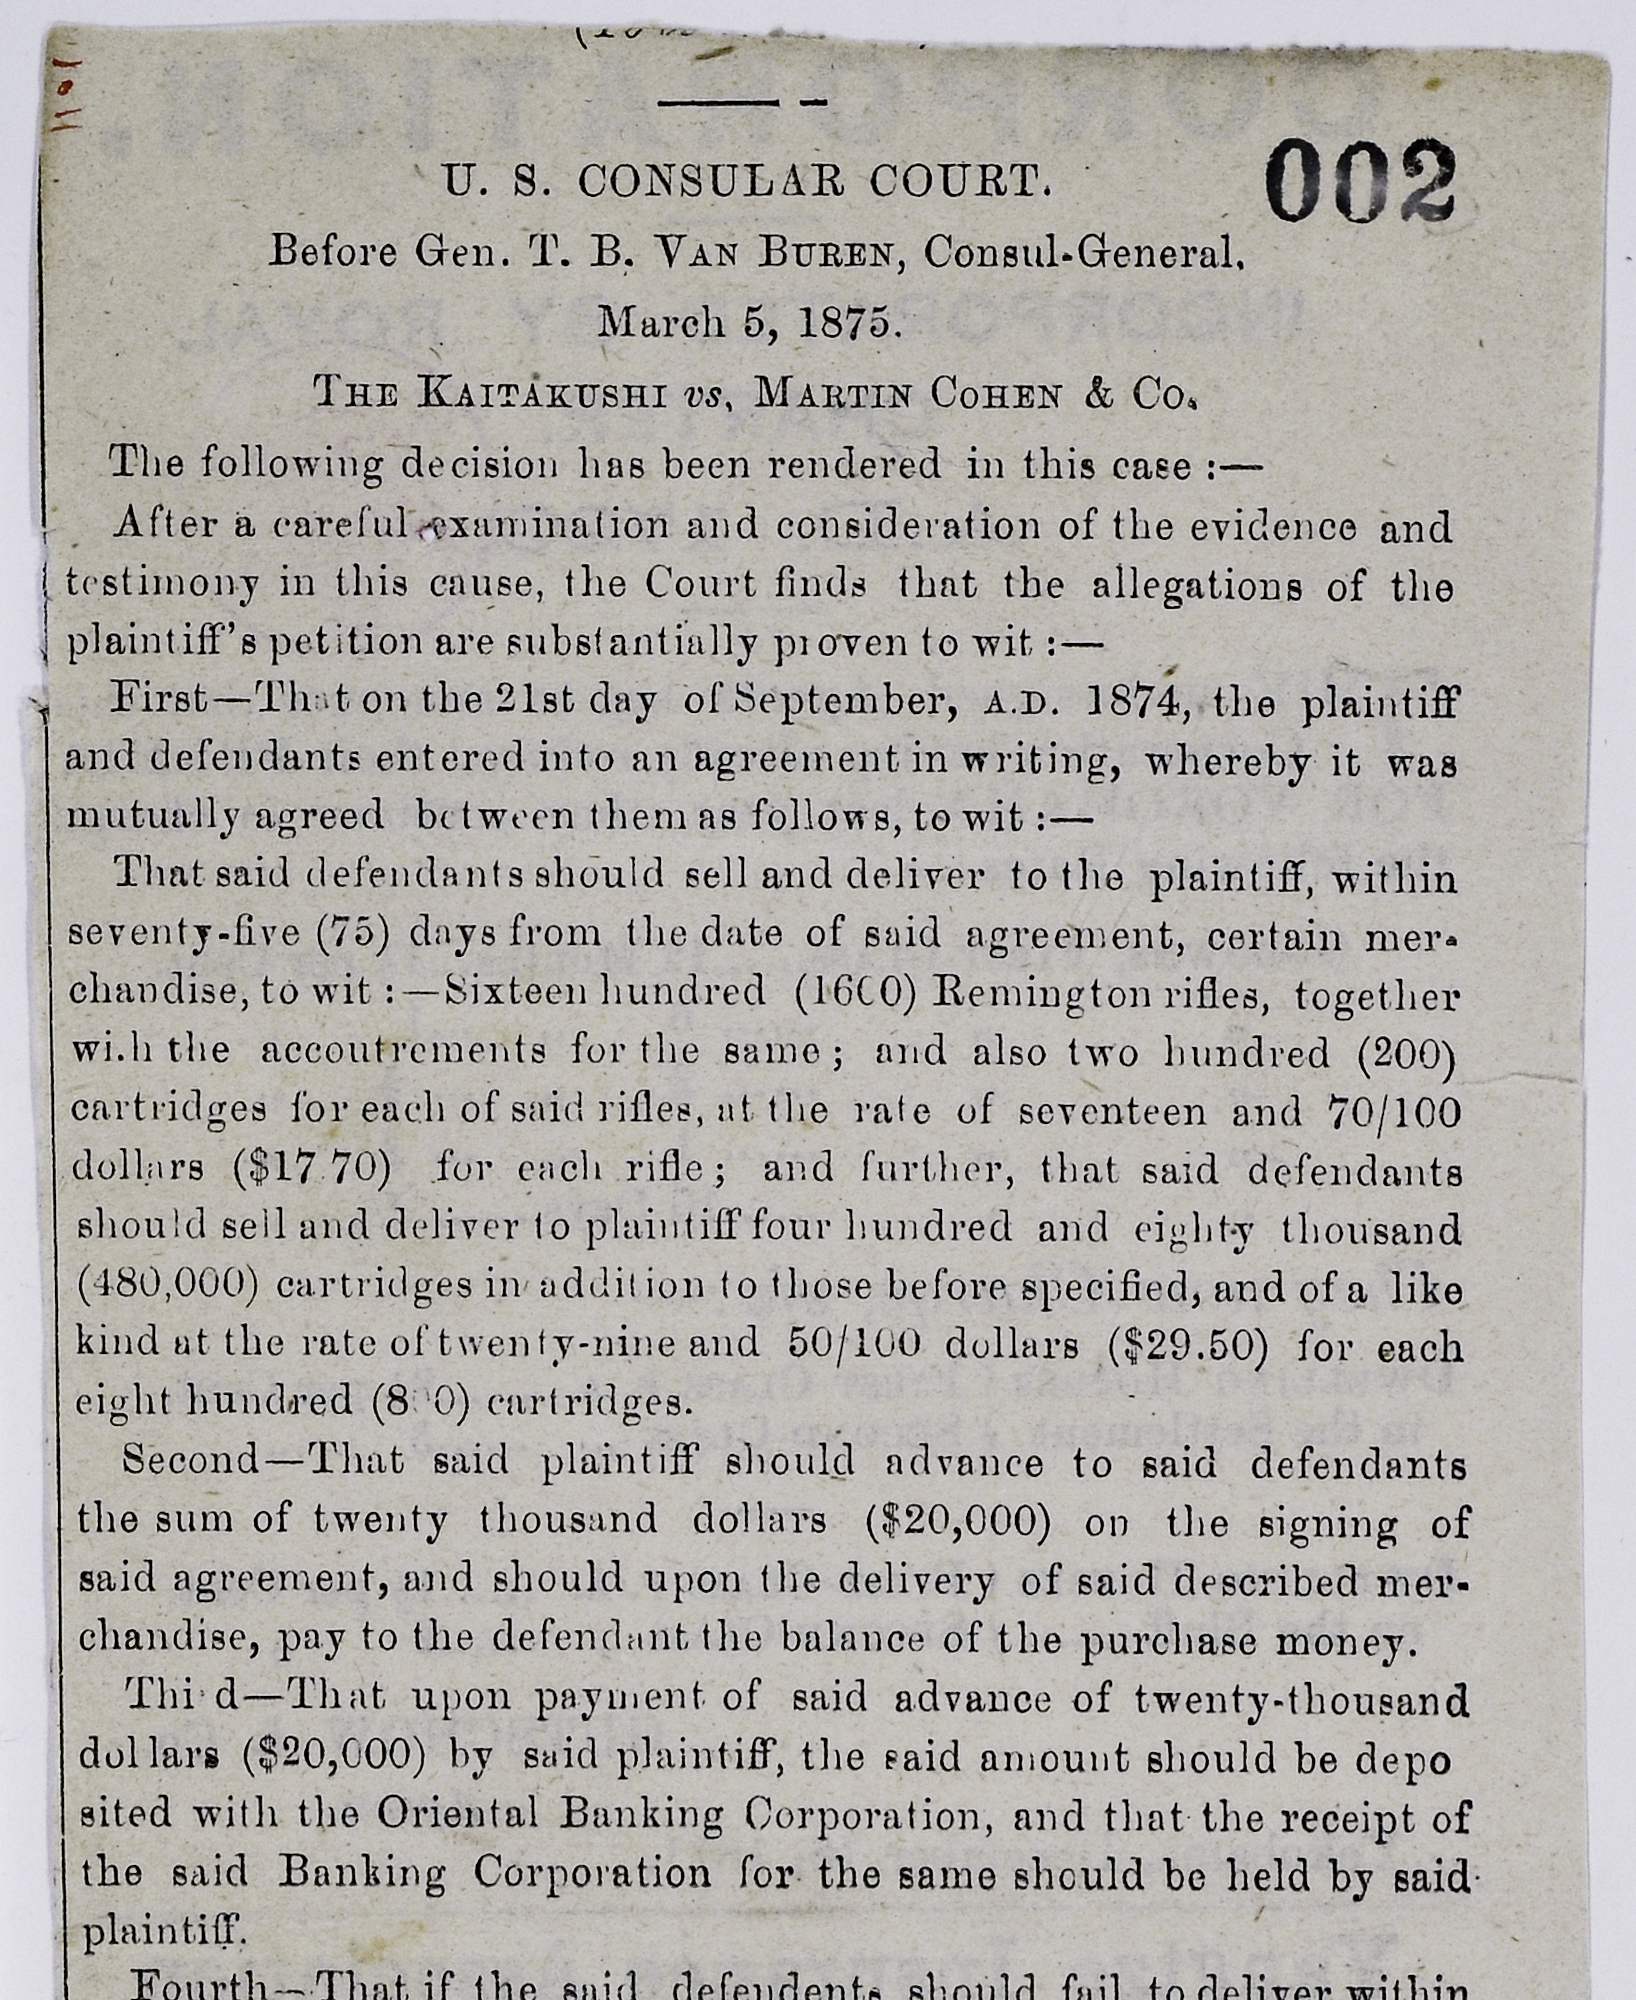 1101
U. S. CONSULAR COURT.
002
Before Gen. T. B. VAN BUREN, Consul-General.
March 5, 1875.
THE KAITAKUSHI vs. MARTIN COHEN & CO.
The following decision has been rendered in this case :—
After a careful examination and consideration of the evidence and
testimony in this cause, the Court finds that the allegations of the
plaintiff's petition are substantially proven to wit :—
First—That on the 21st day of September, A.D. 1874, the plaintiff
and defendants entered into an agreement in writing, whereby it was
mutually agreed between them as follows, to wit :—
That said defendants should sell and deliver to the plaintiff, within
seventy-five (75) days from the date of said agreement, certain mer-
chandise, to wit :—Sixteen hundred (1600) Remington rifles, together
wi.h the accoutrements for the same ; and also two hundred (200)
cartridges for each of said rifles, at the rate of seventeen and 70/100
dollars ($17.70) for each rifle ; and further, that said defendants
should sell and deliver to plaintiff four hundred and eighty thousand
(480,000) cartridges in addition to those before specified, and of a like
kind at the rate of twenty-nine and 50/100 dollars ($29.50) for each
eight hundred (800) cartridges.
Second—That said plaintiff should advance to said defendants
the sum of twenty thousand dollars ($20,000) on the signing of
said agreement, and should upon the delivery of said described mer-
chandise, pay to the defendant the balance of the purchase money.
Third—That upon payment of said advance of twenty-thousand
dollars ($20,000) by said plaintiff, the said amount should be depo
sited with the Oriental Banking Corporation, and that the receipt of
the said Banking Corporation for the same should be held by said
plaintiff.
Fourth—That if the said defendents should fail to deliver within